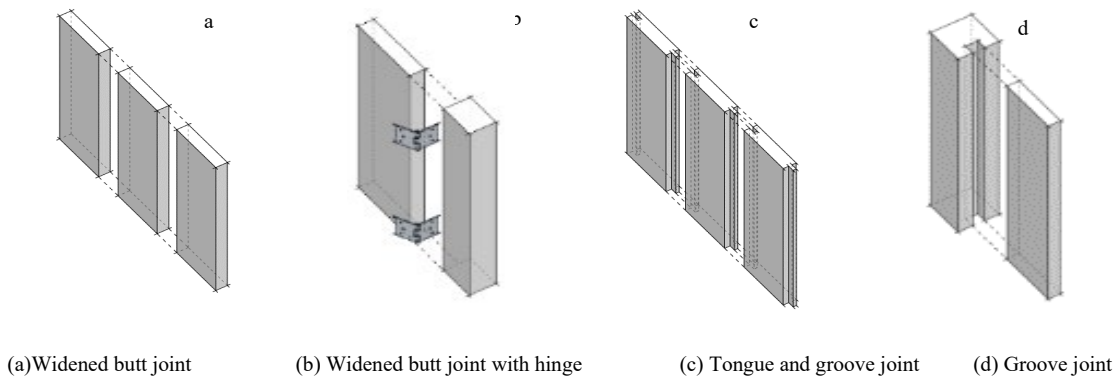 a
c
d
(a)Widened butt joint
(b) Widened butt joint with hinge
(c) Tongue and groove joint
(d) Groove joint